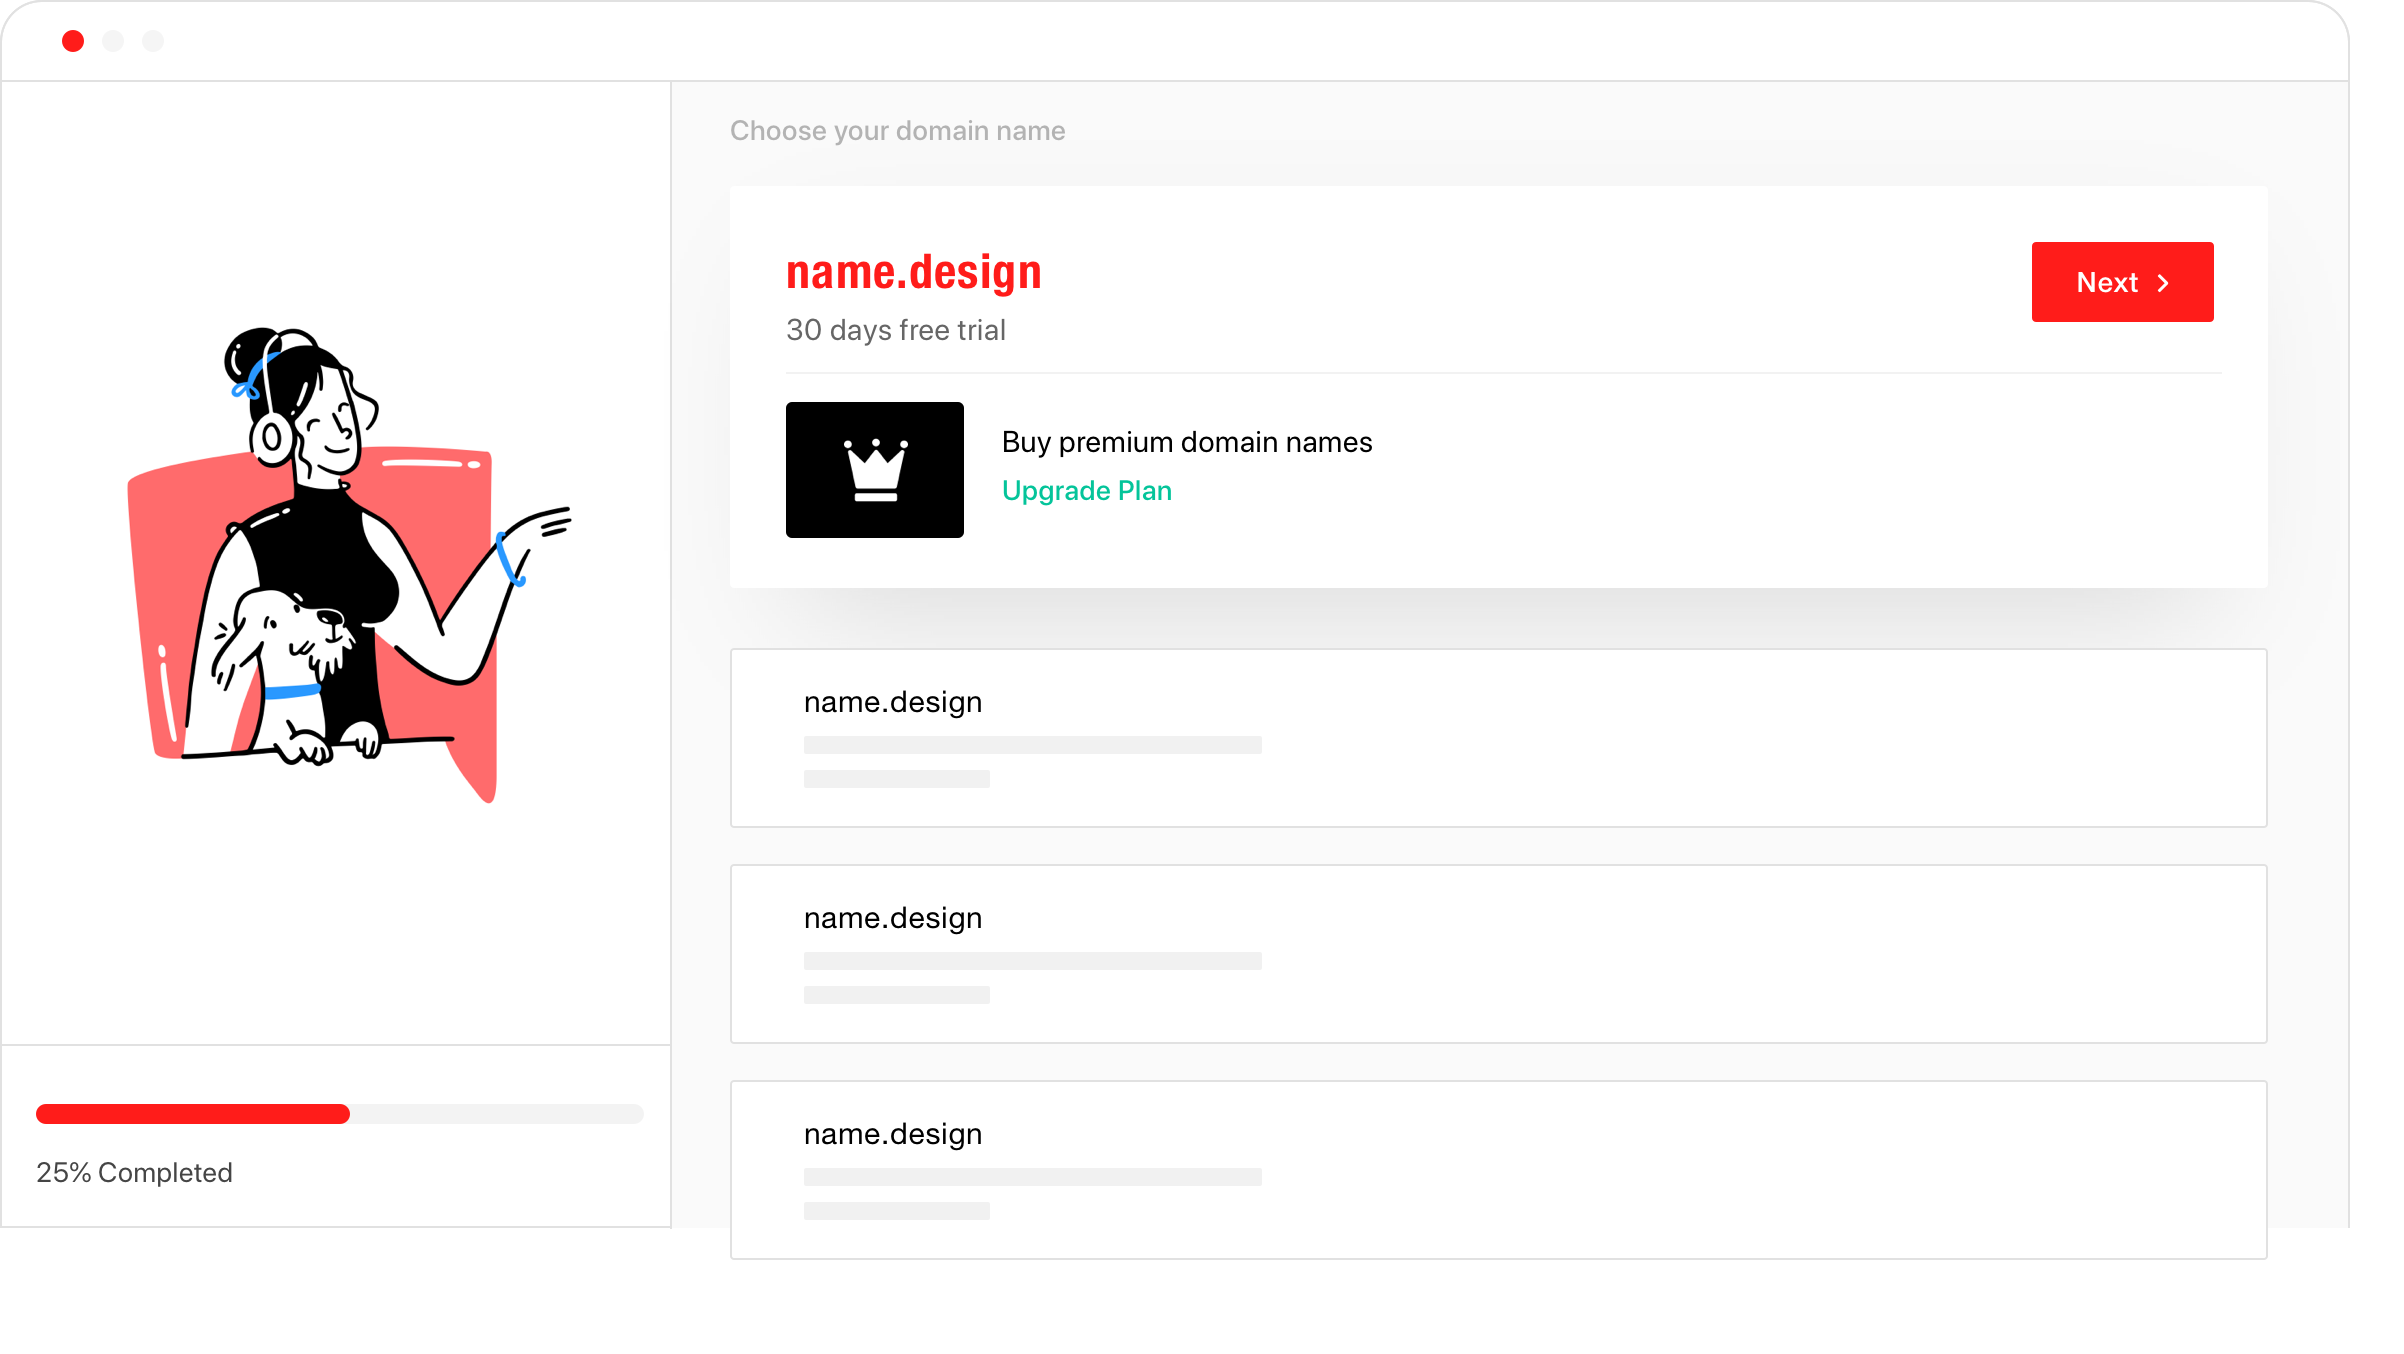 Choose your domain name
name.design
30 days free trial
Next
Buy premium domain names
Upgrade Plan
name.design
name.design
name.design
25% Completed